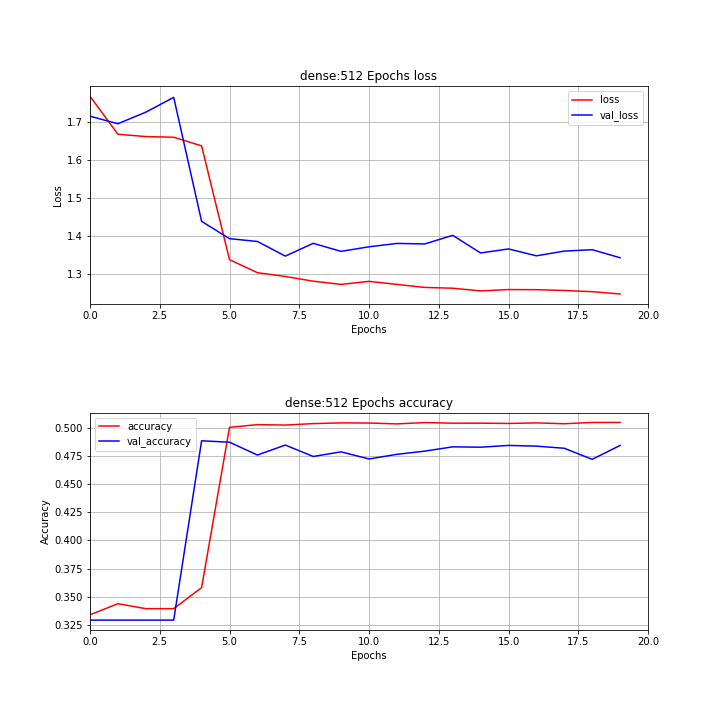 dense:512 Epochs loss
loss
val_loss
1.7
1.6
1.5
1.4
1.3
Loss
0.0 2.5 5.0 7.5 10.0 12.5 15.0 17.5 20.0
Epochs
dense:512 Epochs accuracy
accuracy
val_accuracy
0.500
0.475
0.450
0.425
0.400
0.375
0.350
0.325
Accuracy
0.0 2.5 5.0 7.5 10.0 12.5 15.0 17.5 20.0
Epochs